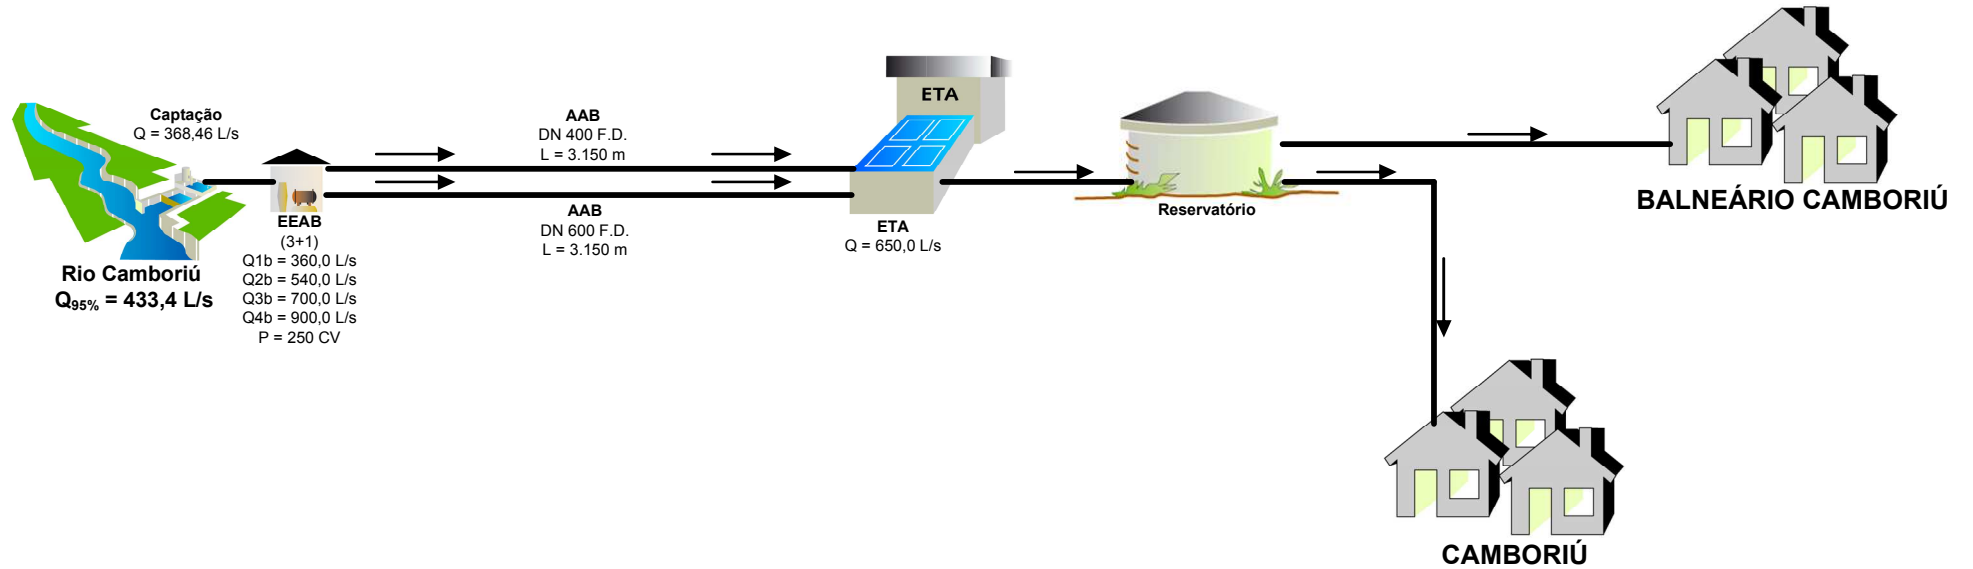 Captação
Q = 368,46 L/s
Rio Camboriú
Q95% = 433,4 L/s
EEAB
(3+1)
Q1b = 360,0 L/s
Q2b = 540,0 L/s
Q3b = 700,0 L/s
Q4b = 900,0 L/s
P = 250 CV
AAB
DN 400 F.D.
L = 3.150 m
AAB
DN 600 F.D.
L = 3.150 m
ETA
ETA
Q = 650,0 L/s
Reservatório
BALNEÁRIO CAMBORIÚ
CAMBORIÚ